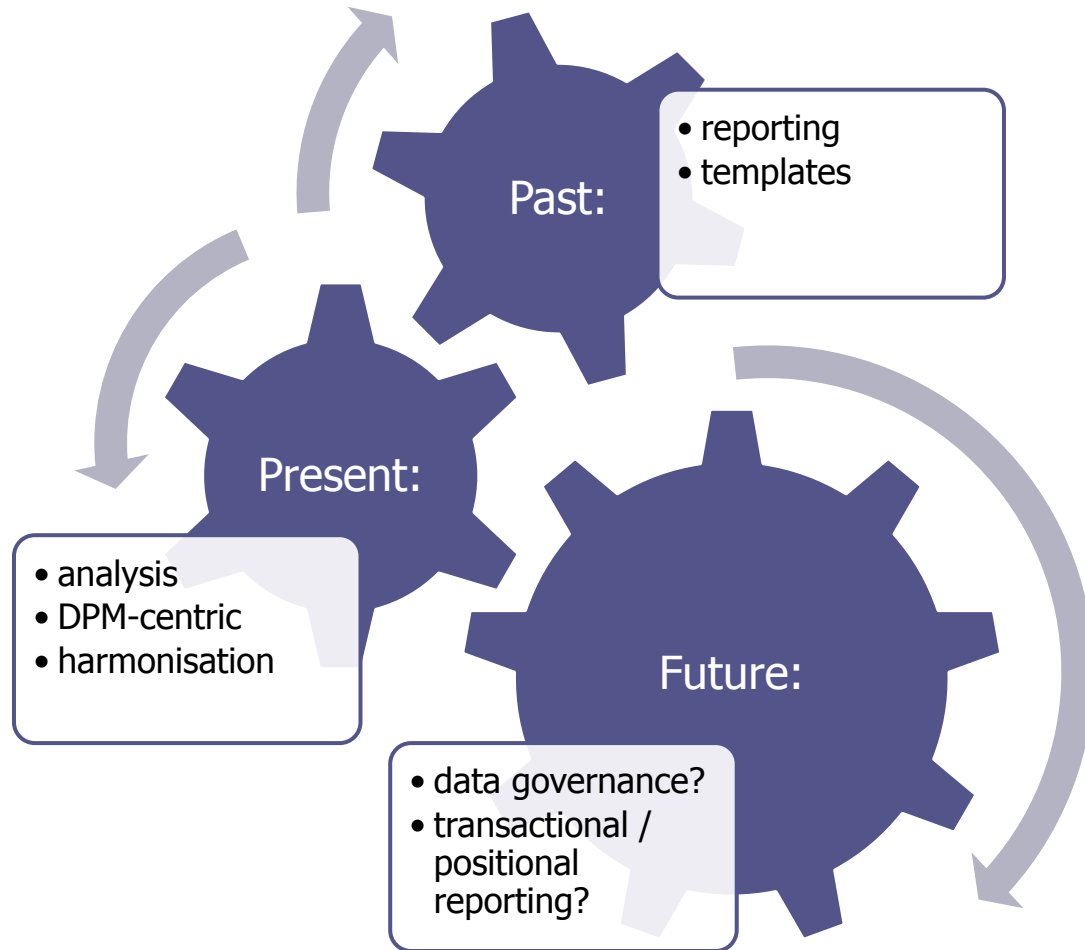 Past:
• reporting
• templates
Present:
• analysis
• DPM-centric
• harmonisation
Future:
• data governance?
• transactional /
positional
reporting?